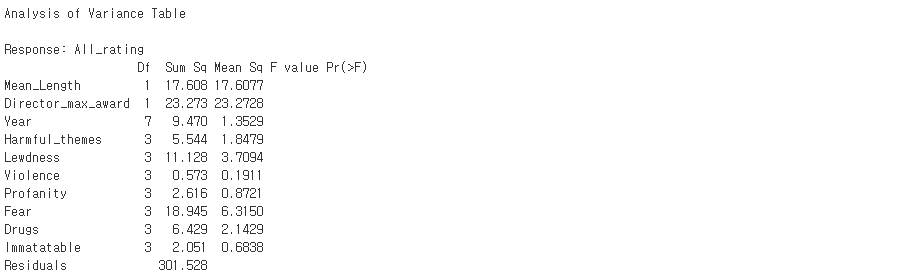 Analysis of Variance Table
Response: All_rating
Df Sum Sq Mean Sq F value Pr(>F)
Mean_Length 1 17.608 17.6077
Director_max_award 1 23.273 23.2728
Year 7 9.470 1.3529
Harmful_themes 3 5.544 1.8479
Lewdness 3 11.128 3.7094
Violence 3 0.573 0.1911
Profanity 3 2.616 0.8721
Fear 3 18.945 6.3150
Drugs 3 6.429 2.1429
Immatatable 3 2.051 0.6838
Residuals 301.528